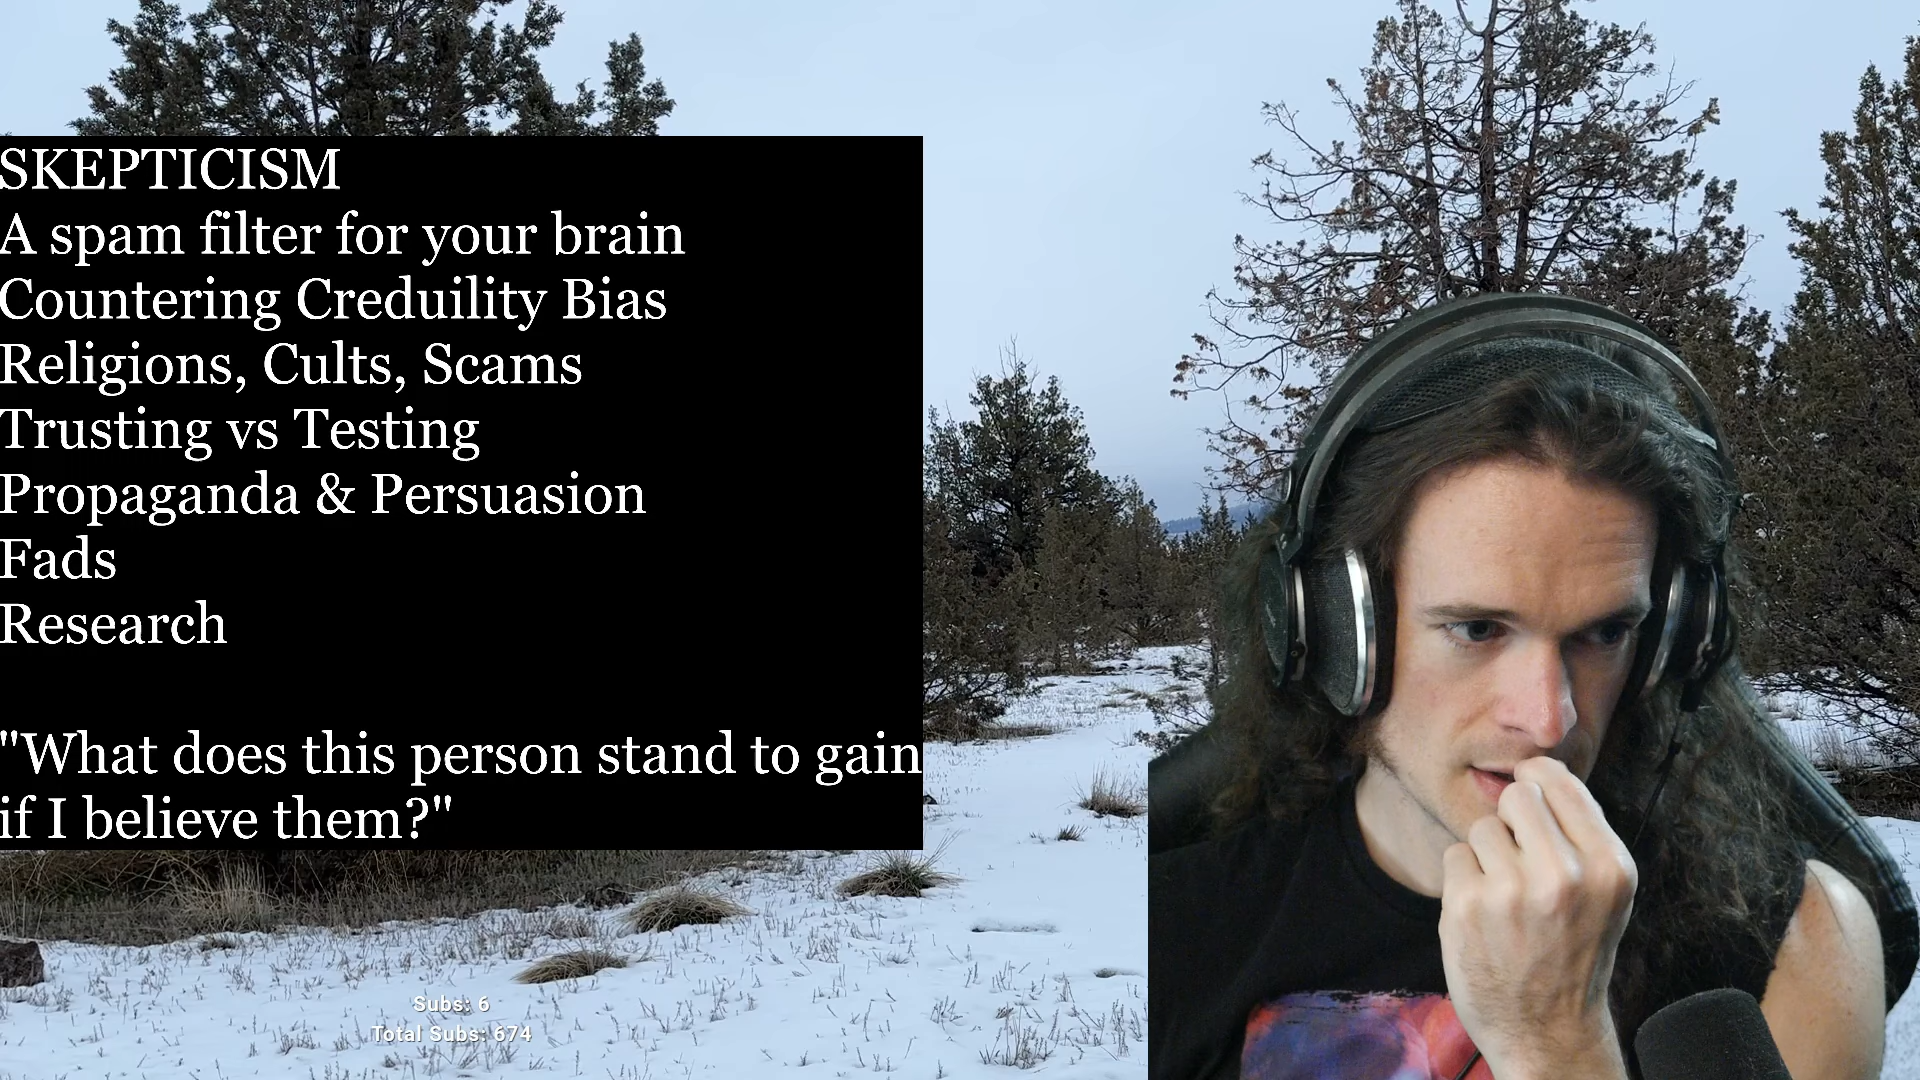 SKEPTICISM
A spam filter for your brain
Countering Creduility Bias
Religions, Cults, Scams
Trusting vs Testing
Propaganda & Persuasion
Fads
Research
"What does this person stand to gain
if I believe them?"
Subs: 6
Total Subs: 674